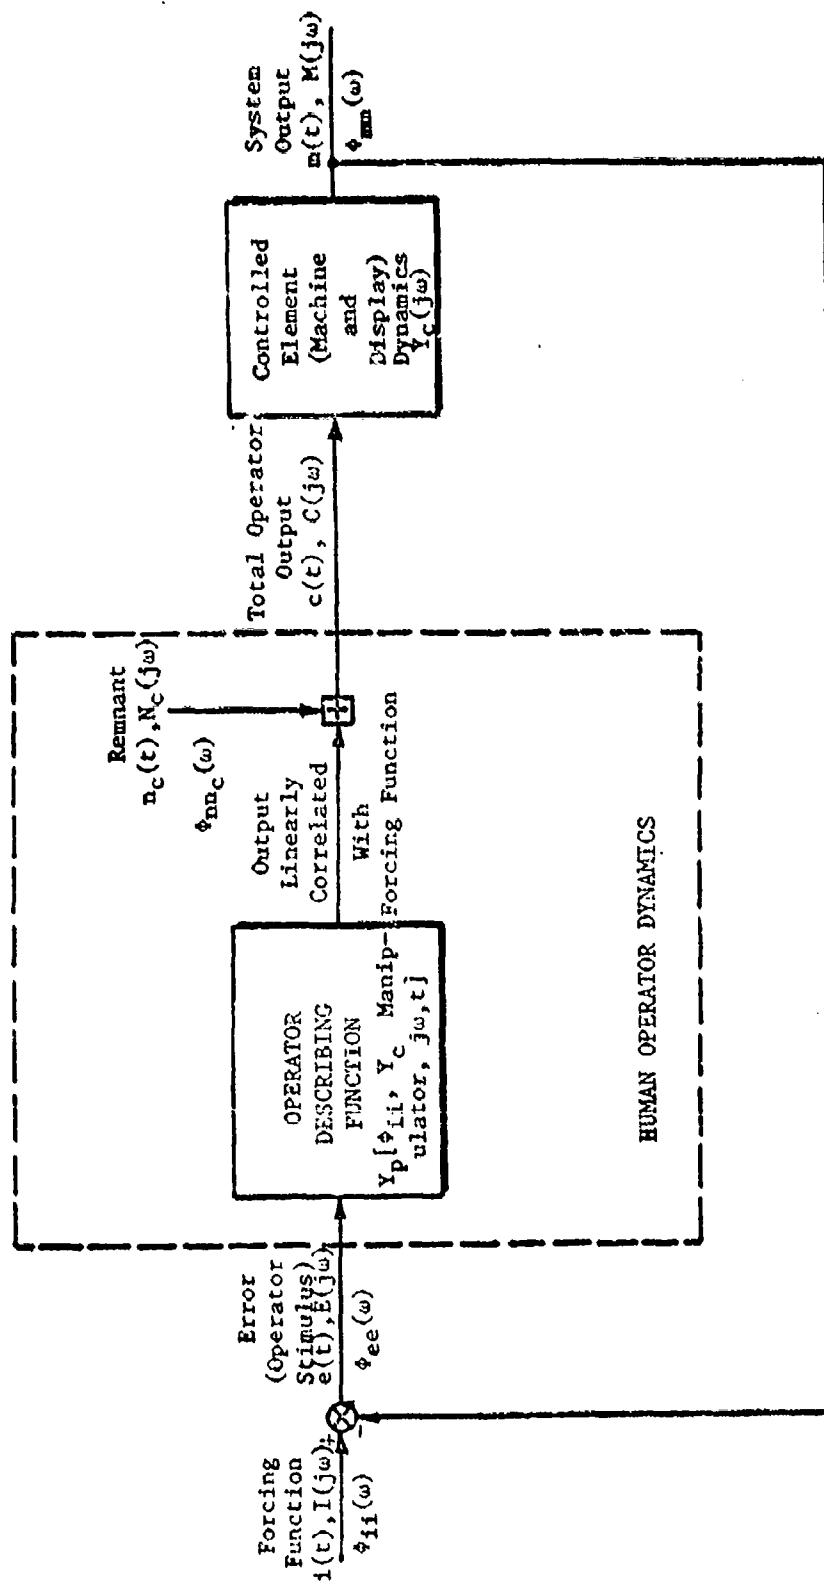 Forcing
Function
i(t), I(jω)
Φii(ω)
+
-
Error
(Operator
Stimulus)
e(t), E(jω)
Φee(ω)
OPERATOR
DESCRIBING
FUNCTION
Yp[Φii, Yc Manip-
ulator, jω,t]
Output
Linearly
Correlated
With
Forcing Function
Remnant
nc(t), Nc(jω)
Φnnc(ω)
+
HUMAN OPERATOR DYNAMICS
Total Operator
Output
c(t), C(jω)
Controlled
Element
(Machine
and
Display)
Dynamics
Yc(jω)
System
Output
m(t), M(jω)
Φmm(ω)